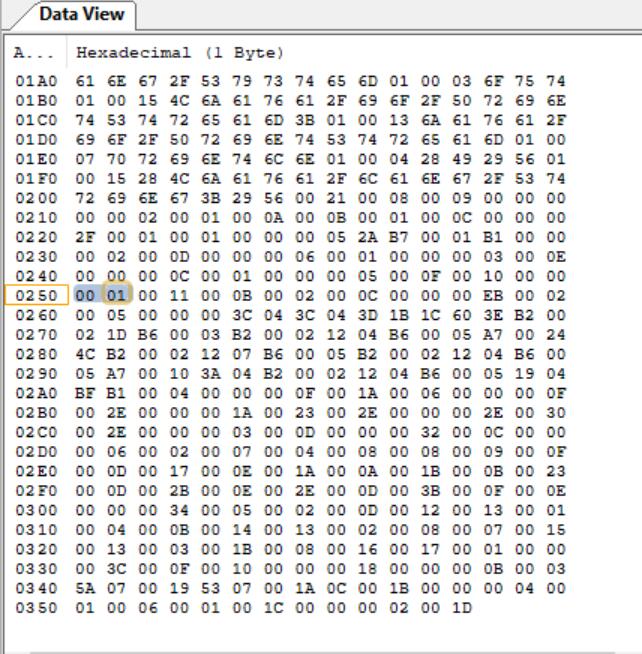 Data View
A... Hexadecimal (1 Byte)
01A0 61 6E 67 2F 53 79 73 74 65 6D 01 00 03 6F 75 74
01B0 01 00 15 4C 6A 61 76 61 2F 69 6F 2F 50 72 69 6E
01C0 74 53 74 72 65 61 6D 3B 01 00 13 6A 61 76 61 2F
01D0 69 6F 2F 50 72 69 6E 74 53 74 72 65 61 6D 01 00
01E0 07 70 72 69 6E 74 6C 6E 01 00 04 28 49 29 56 01
01F0 00 15 28 4C 6A 61 76 61 2F 6C 61 6E 67 2F 53 74
0200 72 69 6E 67 3B 29 56 00 21 00 08 00 09 00 00 00
0210 00 00 02 00 01 00 0A 00 0B 00 01 00 0C 00 00 00
0220 2F 00 01 00 01 00 00 00 05 2A B7 00 01 B1 00 00
0230 00 02 00 0D 00 00 00 06 00 01 00 00 00 03 00 0E
0240 00 00 00 0C 00 01 00 00 00 05 00 0F 00 10 00 00
0250 00 01 00 11 00 0B 00 02 00 0C 00 00 00 EB 00 02
0260 00 05 00 00 00 3C 04 3C 04 3D 1B 1C 60 3E B2 00
0270 02 1D B6 00 03 B2 00 02 12 04 B6 00 05 A7 00 24
0280 4C B2 00 02 12 07 B6 00 05 B2 00 02 12 04 B6 00
0290 05 A7 00 10 3A 04 B2 00 02 12 04 B6 00 05 19 04
02A0 BF B1 00 04 00 00 00 0F 00 1A 00 06 00 00 00 0F
02B0 00 2E 00 00 00 1A 00 23 00 2E 00 00 00 2E 00 30
02C0 00 2E 00 00 00 03 00 0D 00 00 00 32 00 0C 00 00
02D0 00 06 00 02 00 07 00 04 00 08 00 08 00 09 00 0F
02E0 00 0D 00 17 00 0E 00 1A 00 0A 00 1B 00 0B 00 23
02F0 00 0D 00 2B 00 0E 00 2E 00 0D 00 3B 00 0F 00 0E
0300 00 00 00 34 00 05 00 02 00 0D 00 12 00 13 00 01
0310 00 04 00 0B 00 14 00 13 00 02 00 08 00 07 00 15
0320 00 13 00 03 00 1B 00 08 00 16 00 17 00 01 00 00
0330 00 3C 00 0F 00 10 00 00 00 18 00 00 00 0B 00 03
0340 5A 07 00 19 53 07 00 1A 0C 00 1B 00 00 00 04 00
0350 01 00 06 00 01 00 1C 00 00 00 02 00 1D